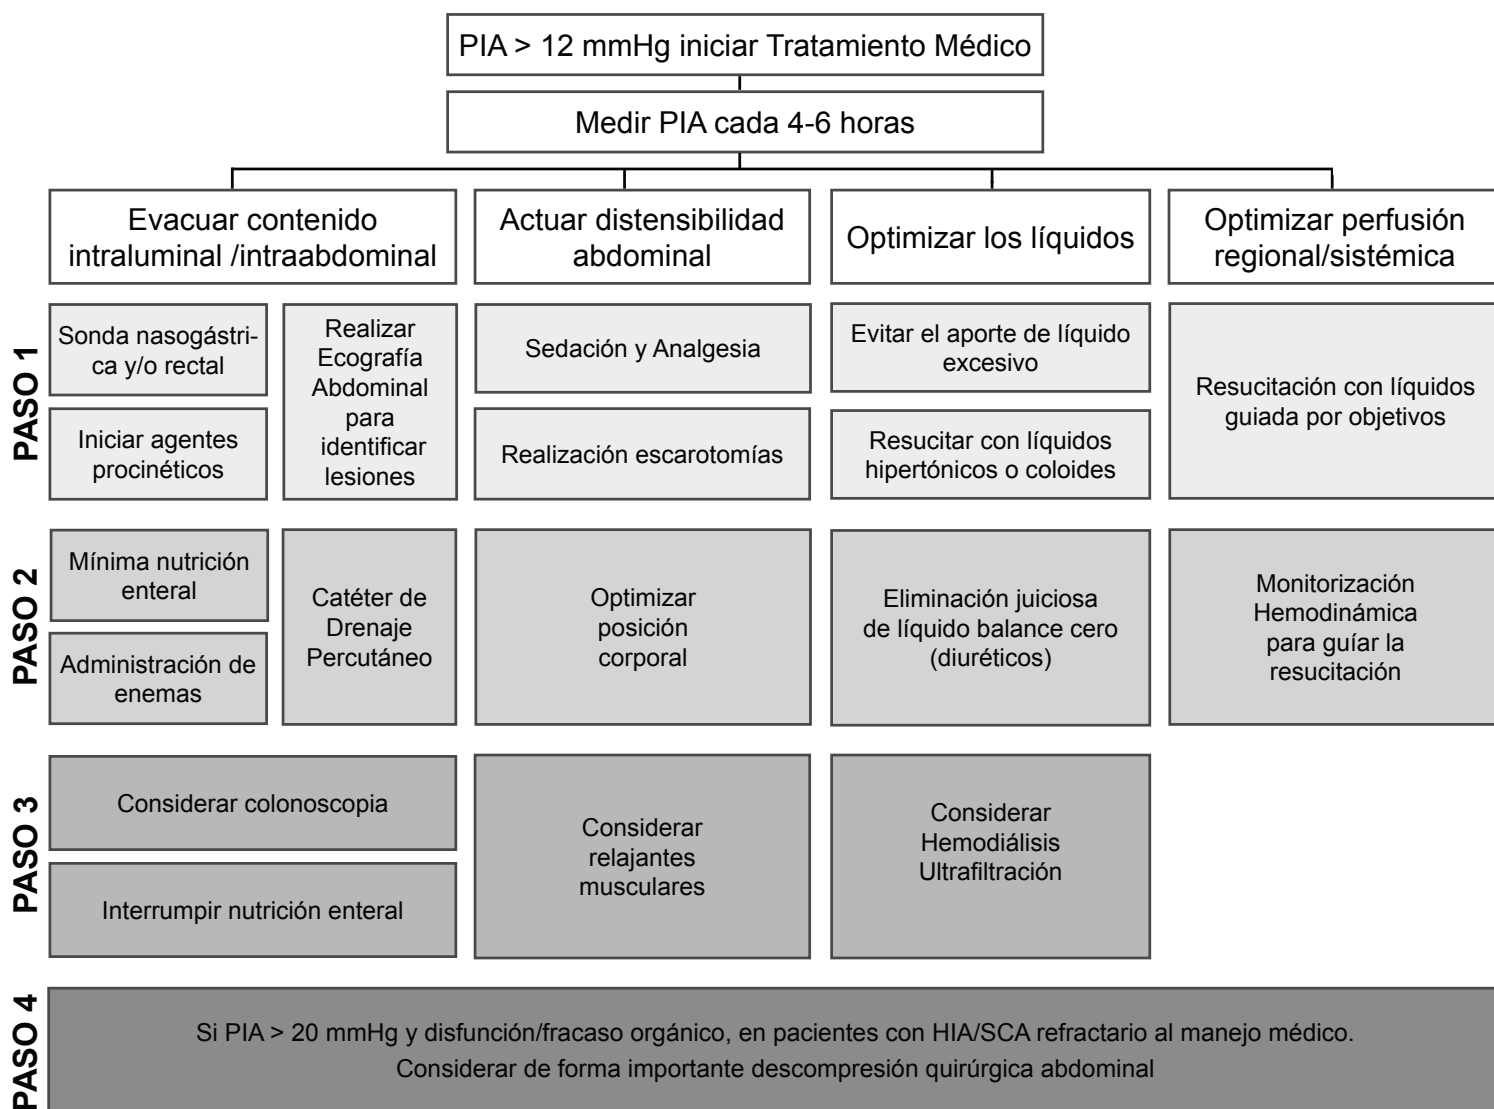 PIA > 12 mmHg iniciar Tratamiento Médico
Medir PIA cada 4-6 horas
Evacuar contenido
intraluminal /intraabdominal
Actuar distensibilidad
abdominal
Optimizar los líquidos
Optimizar perfusión
regional/sistémica
PASO 1
Sonda nasogástri-
ca y/o rectal
Iniciar agentes
procinéticos
Realizar
Ecografía
Abdominal
para
identificar
lesiones
Sedación y Analgesia
Realización escarotomías
Evitar el aporte de líquido
excesivo
Resucitar con líquidos
hipertónicos o coloides
Resucitación con líquidos
guiada por objetivos
PASO 2
Mínima nutrición
enteral
Administración de
enemas
Catéter de
Drenaje
Percutáneo
Optimizar
posición
corporal
Eliminación juiciosa
de líquido balance cero
(diuréticos)
Monitorización
Hemodinámica
para guíar la
resucitación
PASO 3
Considerar colonoscopia
Interrumpir nutrición enteral
Considerar
relajantes
musculares
Considerar
Hemodiálisis
Ultrafiltración
PASO 4
Si PIA > 20 mmHg y disfunción/fracaso orgánico, en pacientes con HIA/SCA refractario al manejo médico.
Considerar de forma importante descompresión quirúrgica abdominal